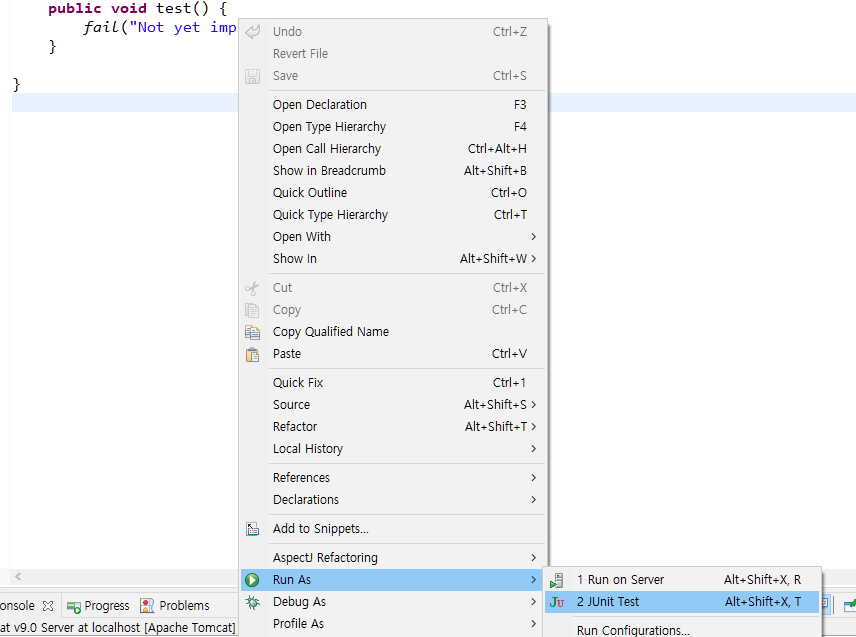 public void test() {
fail("Not yet imp
}
}
Undo Ctrl+Z
Revert File
Save Ctrl+S
Open Declaration F3
Open Type Hierarchy F4
Open Call Hierarchy Ctrl+Alt+H
Show in Breadcrumb Alt+Shift+B
Quick Outline Ctrl+O
Quick Type Hierarchy Ctrl+T
Open With >
Show In Alt+Shift+W >
Cut Ctrl+X
Copy Ctrl+C
Copy Qualified Name
Paste Ctrl+V
Quick Fix Ctrl+1
Source Alt+Shift+S >
Refactor Alt+Shift+T >
Local History >
References >
Declarations >
Add to Snippets...
AspectJ Refactoring >
Run As >
Debug As >
Profile As >
1 Run on Server Alt+Shift+X, R
Ju 2 JUnit Test Alt+Shift+X, T
Run Configurations...
onsole Progress Problems
at v9.0 Server at localhost [Apache Tomcat]